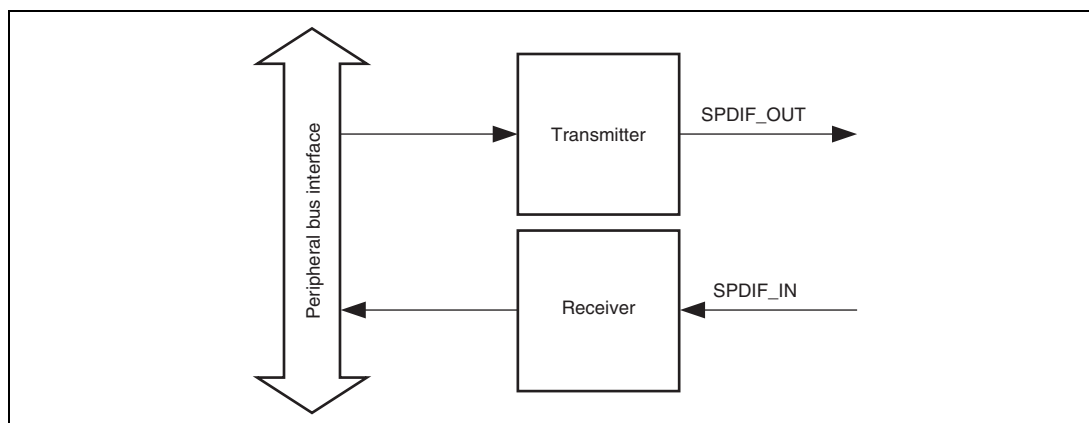 Peripheral bus interface
Transmitter
SPDIF_OUT
Receiver
SPDIF_IN